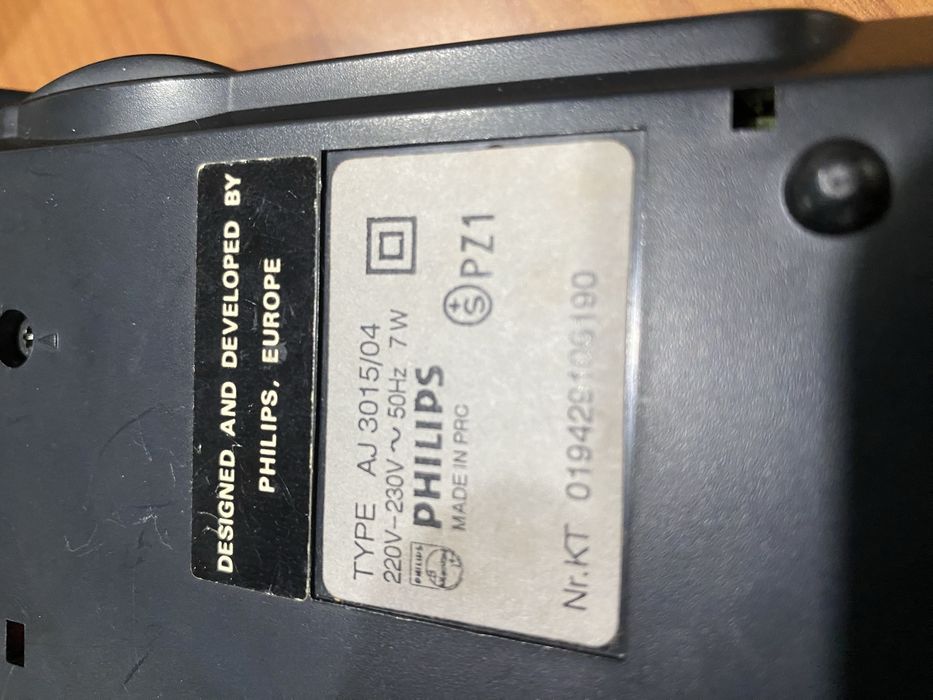 DESIGNED AND DEVELOPED BY
PHILIPS, EUROPE
TYPE AJ 3015/04
220V-230V ~ 50Hz 7W
PHILIPS
PHILIPS
MADE IN PRC
S PZ1
Nr.KT